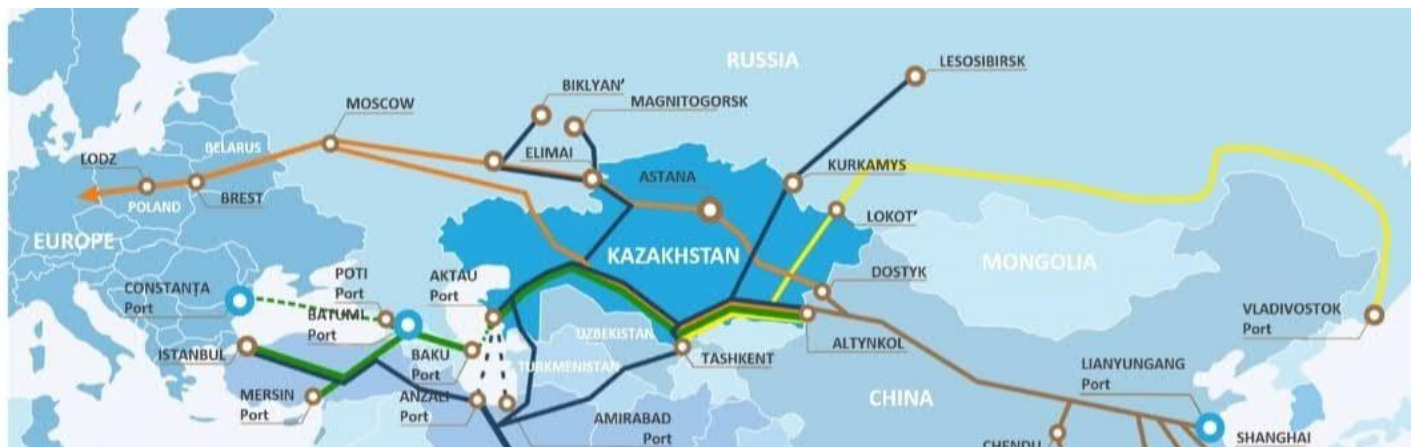 RUSSIA
LESOSIBIRSK
BIKLYAN'
MAGNITOGORSK
MOSCOW
BELARUS
LODZ
ELIMAI
KURKAMYS
ASTANA
BREST
POLAND
LOKOT'
EUROPE
KAZAKHSTAN
MONGOLIA
DOSTYK
CONSTANȚA
Port
POTI
Port
AKTAU
Port
BATUMI
Port
VLADIVOSTOK
Port
UZBEKISTAN
ISTANBUL
BAKU
Port
TURKMENISTAN
TASHKENT
ALTYNKOL
LIANYUNGANG
Port
MERSIN
Port
ANZALI
Port
AMIRABAD
Port
CHINA
SHANGHAI
CHENDU